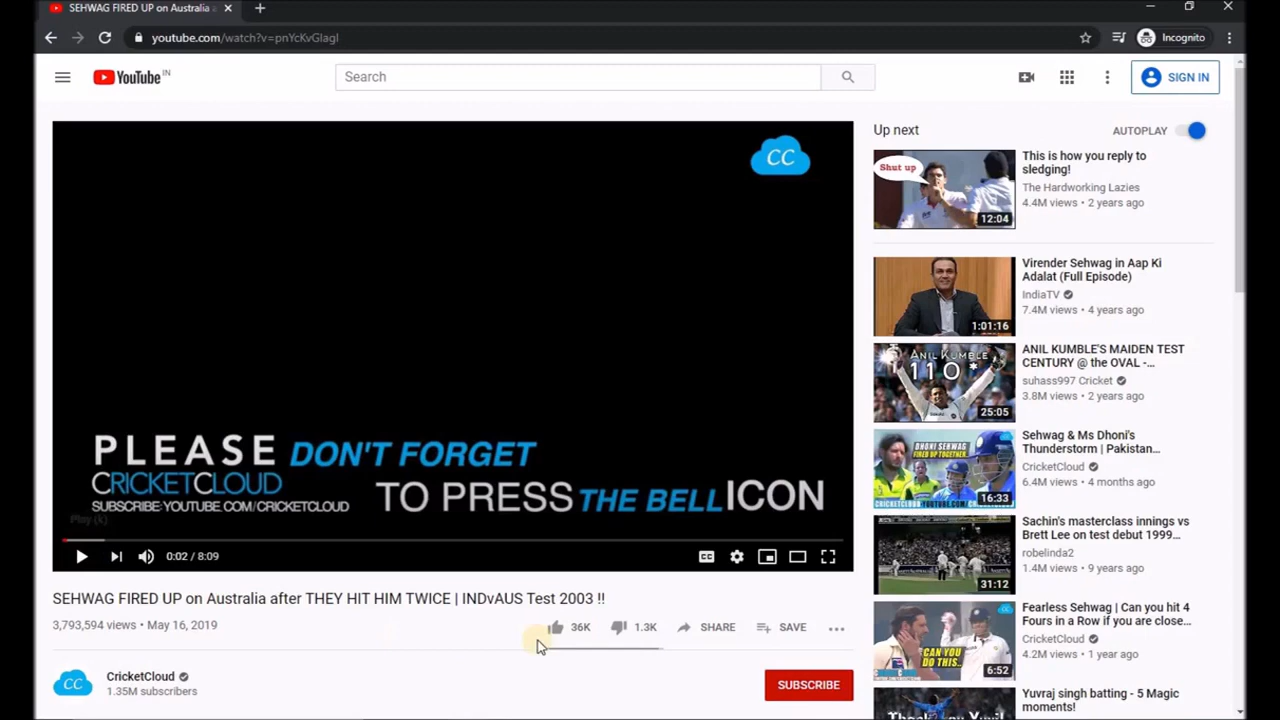 SEHWAG FIRED UP on Australia a
youtube.com/watch?v=pnYcKvGlagI
Incognito
YouTube IN
Search
SIGN IN
CC
PLEASE DON'T FORGET
CRICKETCLOUD
TO PRESS THE BELL ICON
SUBSCRIBE:YOUTUBE.COM/CRICKETCLOUD
Play (k)
0:02 / 8:09
CC
SEHWAG FIRED UP on Australia after THEY HIT HIM TWICE | INDvAUS Test 2003 !!
3,793,594 views • May 16, 2019
36K
1.3K
SHARE
SAVE
CC
CricketCloud
1.35M subscribers
SUBSCRIBE
Up next
AUTOPLAY
Shut up
12:04
This is how you reply to
sledging!
The Hardworking Lazies
4.4M views • 2 years ago
1:01:16
Virender Sehwag in Aap Ki
Adalat (Full Episode)
IndiaTV
7.4M views • 4 years ago
ANIL KUMBLE
110*
25:05
ANIL KUMBLE'S MAIDEN TEST
CENTURY @ the OVAL -...
suhass997 Cricket
3.8M views • 2 years ago
DHONI SEHWAG
FIRED UP TOGETHER
16:33
Sehwag & Ms Dhoni's
Thunderstorm | Pakistan...
CricketCloud
6.4M views • 4 months ago
31:12
Sachin's masterclass innings vs
Brett Lee on test debut 1999...
robelinda2
1.4M views • 9 years ago
CAN YOU
DO THIS..
6:52
Fearless Sehwag | Can you hit 4
Fours in a Row if you are close...
CricketCloud
4.2M views • 1 year ago
Yuvraj singh batting - 5 Magic
moments!